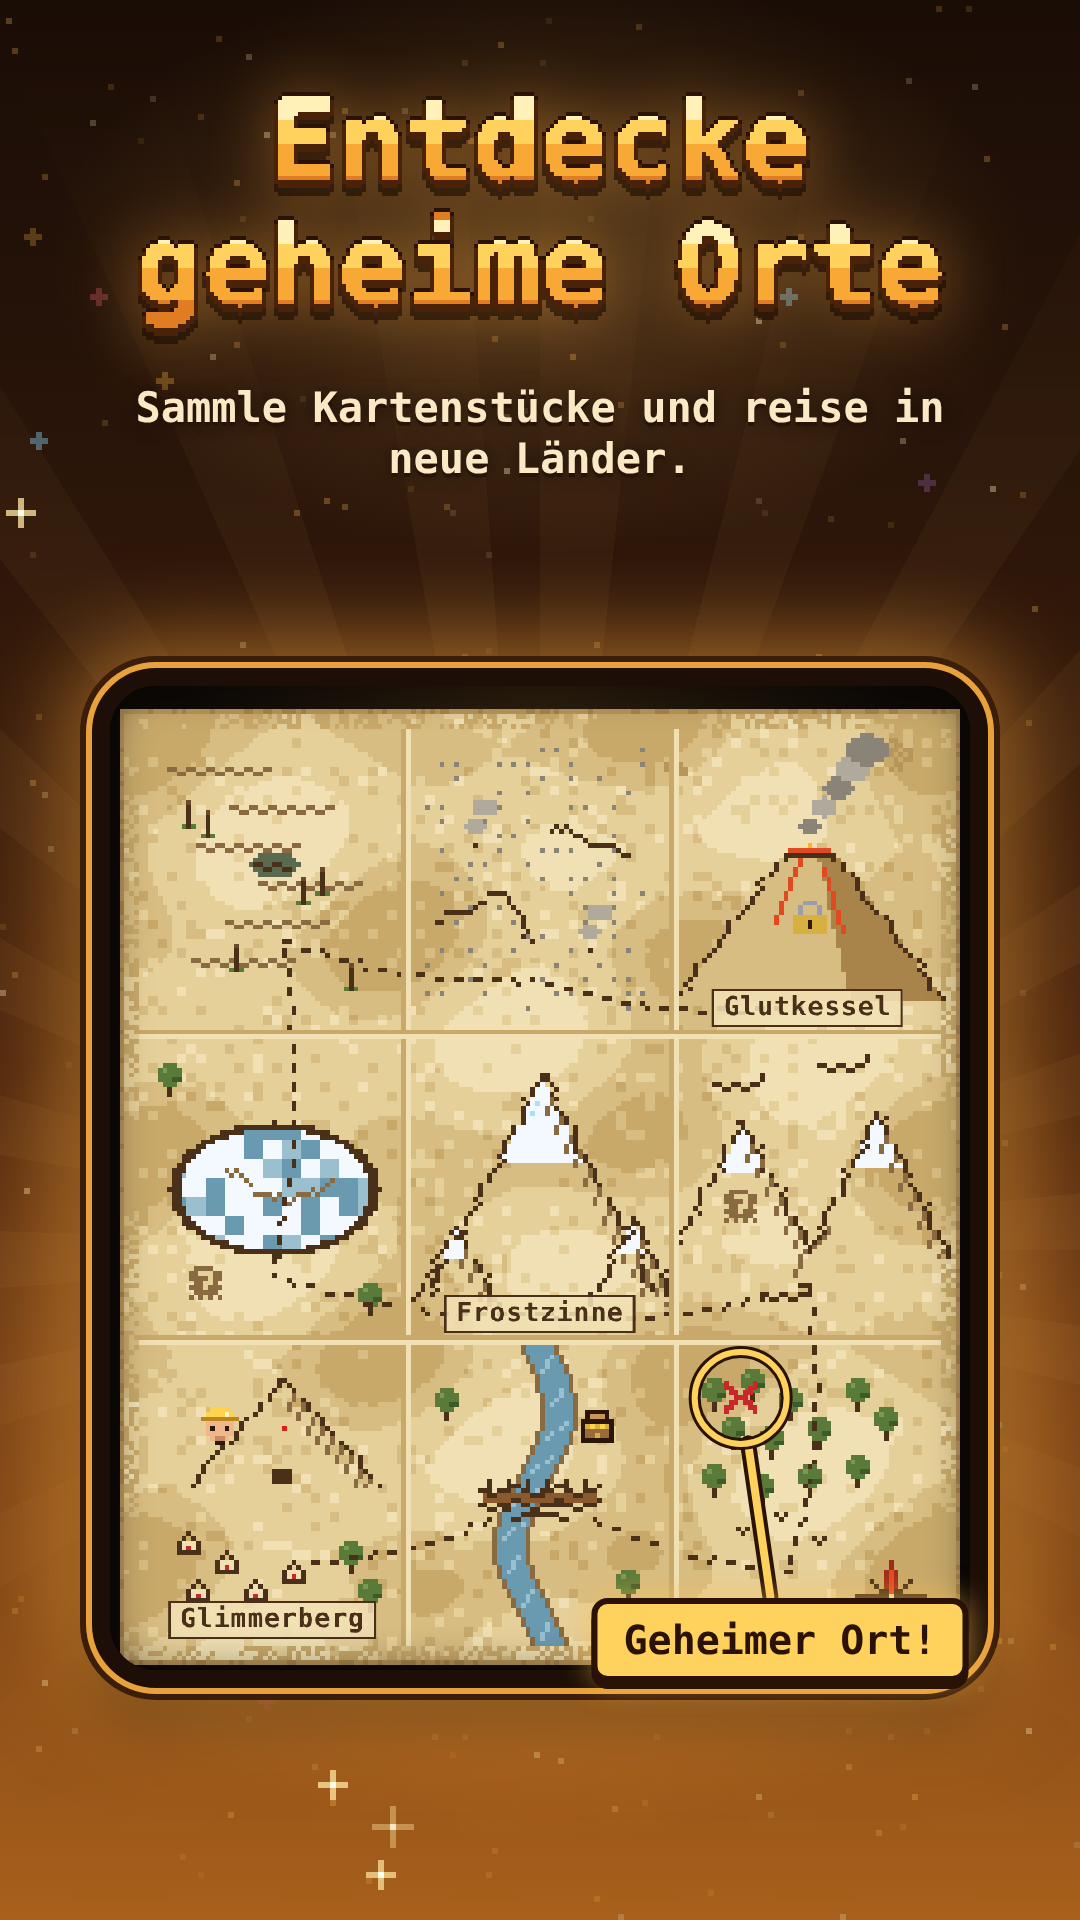 Entdecke
geheime Orte
Sammle Kartenstücke und reise in
neue Länder.
Glutkessel
?
?
Frostzinne
Glimmerberg
Geheimer Ort!